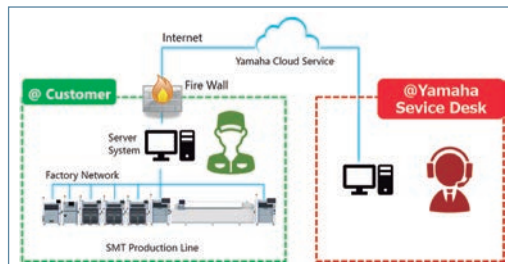 Internet
Yamaha Cloud Service
Fire Wall
@ Customer
@Yamaha
Sevice Desk
Server
System
Factory Network
SMT Production Line